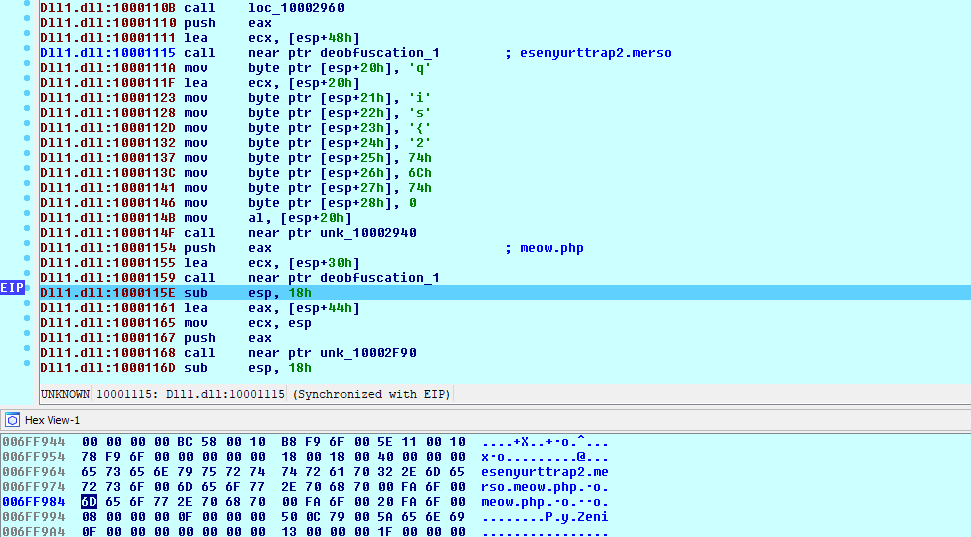 Dll1.dll:1000110B call loc_10002960
Dll1.dll:10001110 push eax
Dll1.dll:10001111 lea ecx, [esp+48h]
Dll1.dll:10001115 call near ptr deobfuscation_1 ; esenyurttrap2.merso
Dll1.dll:1000111A mov byte ptr [esp+20h], 'q'
Dll1.dll:1000111F lea ecx, [esp+20h]
Dll1.dll:10001123 mov byte ptr [esp+21h], 'i'
Dll1.dll:10001128 mov byte ptr [esp+22h], 's'
Dll1.dll:1000112D mov byte ptr [esp+23h], '{'
Dll1.dll:10001132 mov byte ptr [esp+24h], '2'
Dll1.dll:10001137 mov byte ptr [esp+25h], 74h
Dll1.dll:1000113C mov byte ptr [esp+26h], 6Ch
Dll1.dll:10001141 mov byte ptr [esp+27h], 74h
Dll1.dll:10001146 mov byte ptr [esp+28h], 0
Dll1.dll:1000114B mov al, [esp+20h]
Dll1.dll:1000114F call near ptr unk_10002940
Dll1.dll:10001154 push eax ; meow.php
Dll1.dll:10001155 lea ecx, [esp+30h]
Dll1.dll:10001159 call near ptr deobfuscation_1
EIP Dll1.dll:1000115E sub esp, 18h
Dll1.dll:10001161 lea eax, [esp+44h]
Dll1.dll:10001165 mov ecx, esp
Dll1.dll:10001167 push eax
Dll1.dll:10001168 call near ptr unk_10002F90
Dll1.dll:1000116D sub esp, 18h
UNKNOWN 10001115: Dll1.dll:10001115 (Synchronized with EIP)
Hex View-1
006FF944 00 00 00 00 BC 58 00 10 B8 F9 6F 00 5E 11 00 10 ....+X..+·o.^...
006FF954 78 F9 6F 00 00 00 00 00 18 00 18 00 40 00 00 00 x·o.........@...
006FF964 65 73 65 6E 79 75 72 74 74 72 61 70 32 2E 6D 65 esenyurttrap2.me
006FF974 72 73 6F 00 6D 65 6F 77 2E 70 68 70 00 FA 6F 00 rso.meow.php.·o.
006FF984 6D 65 6F 77 2E 70 68 70 00 FA 6F 00 20 FA 6F 00 meow.php.·o.·o.
006FF994 08 00 00 00 0F 00 00 00 50 0C 79 00 5A 65 6E 69 ........P.y.Zeni
006FF9A4 0F 00 00 00 00 00 00 00 13 00 00 00 1F 00 00 00 ................